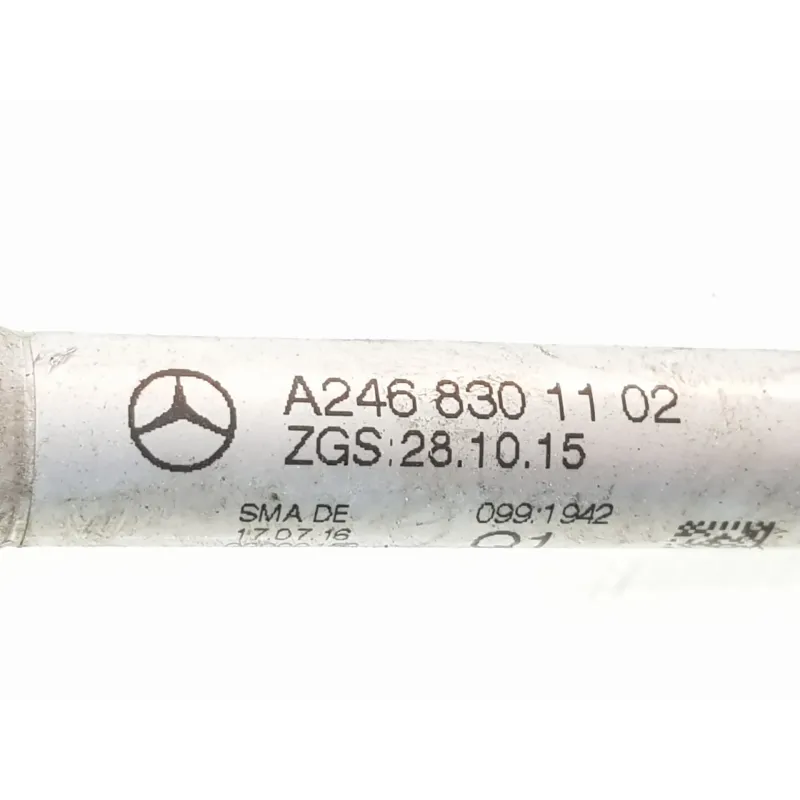 A246 830 11 02
ZGS:28.10.15
SMA DE 099.1942
17.07.16